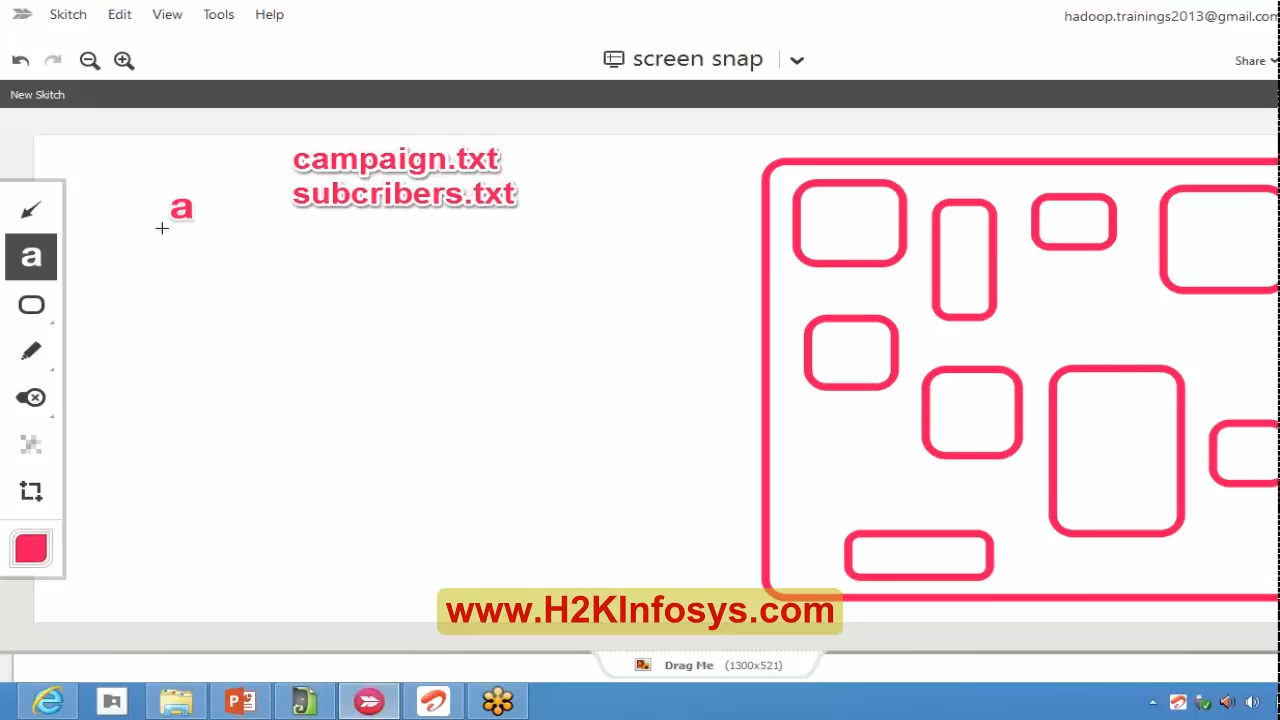 Skitch Edit View Tools Help
hadoop.trainings2013@gmail.com
screen snap
Share
New Skitch
campaign.txt
subcribers.txt
a
a
www.H2KInfosys.com
Drag Me (1300x521)